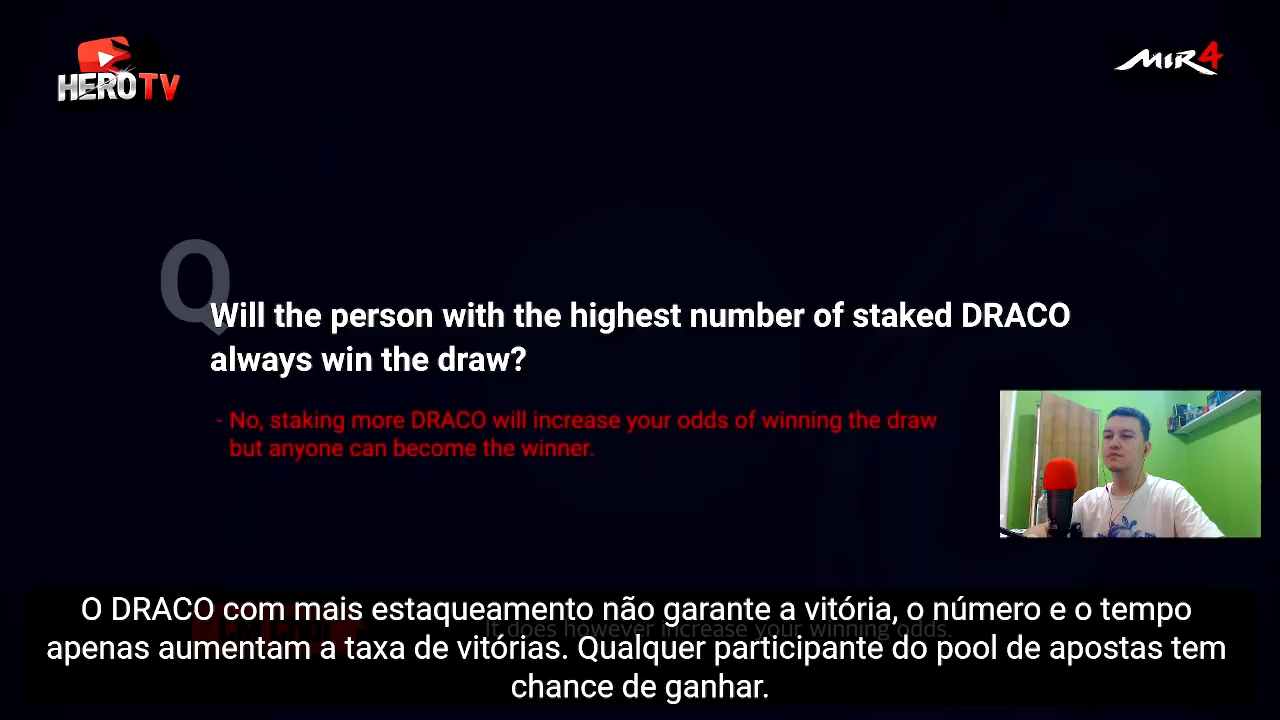 HERO TV
MIR4
Q
Will the person with the highest number of staked DRACO
always win the draw?
- No, staking more DRACO will increase your odds of winning the draw
but anyone can become the winner.
It does however increase your winning odds.
O DRACO com mais estaqueamento não garante a vitória, o número e o tempo
apenas aumentam a taxa de vitórias. Qualquer participante do pool de apostas tem
chance de ganhar.